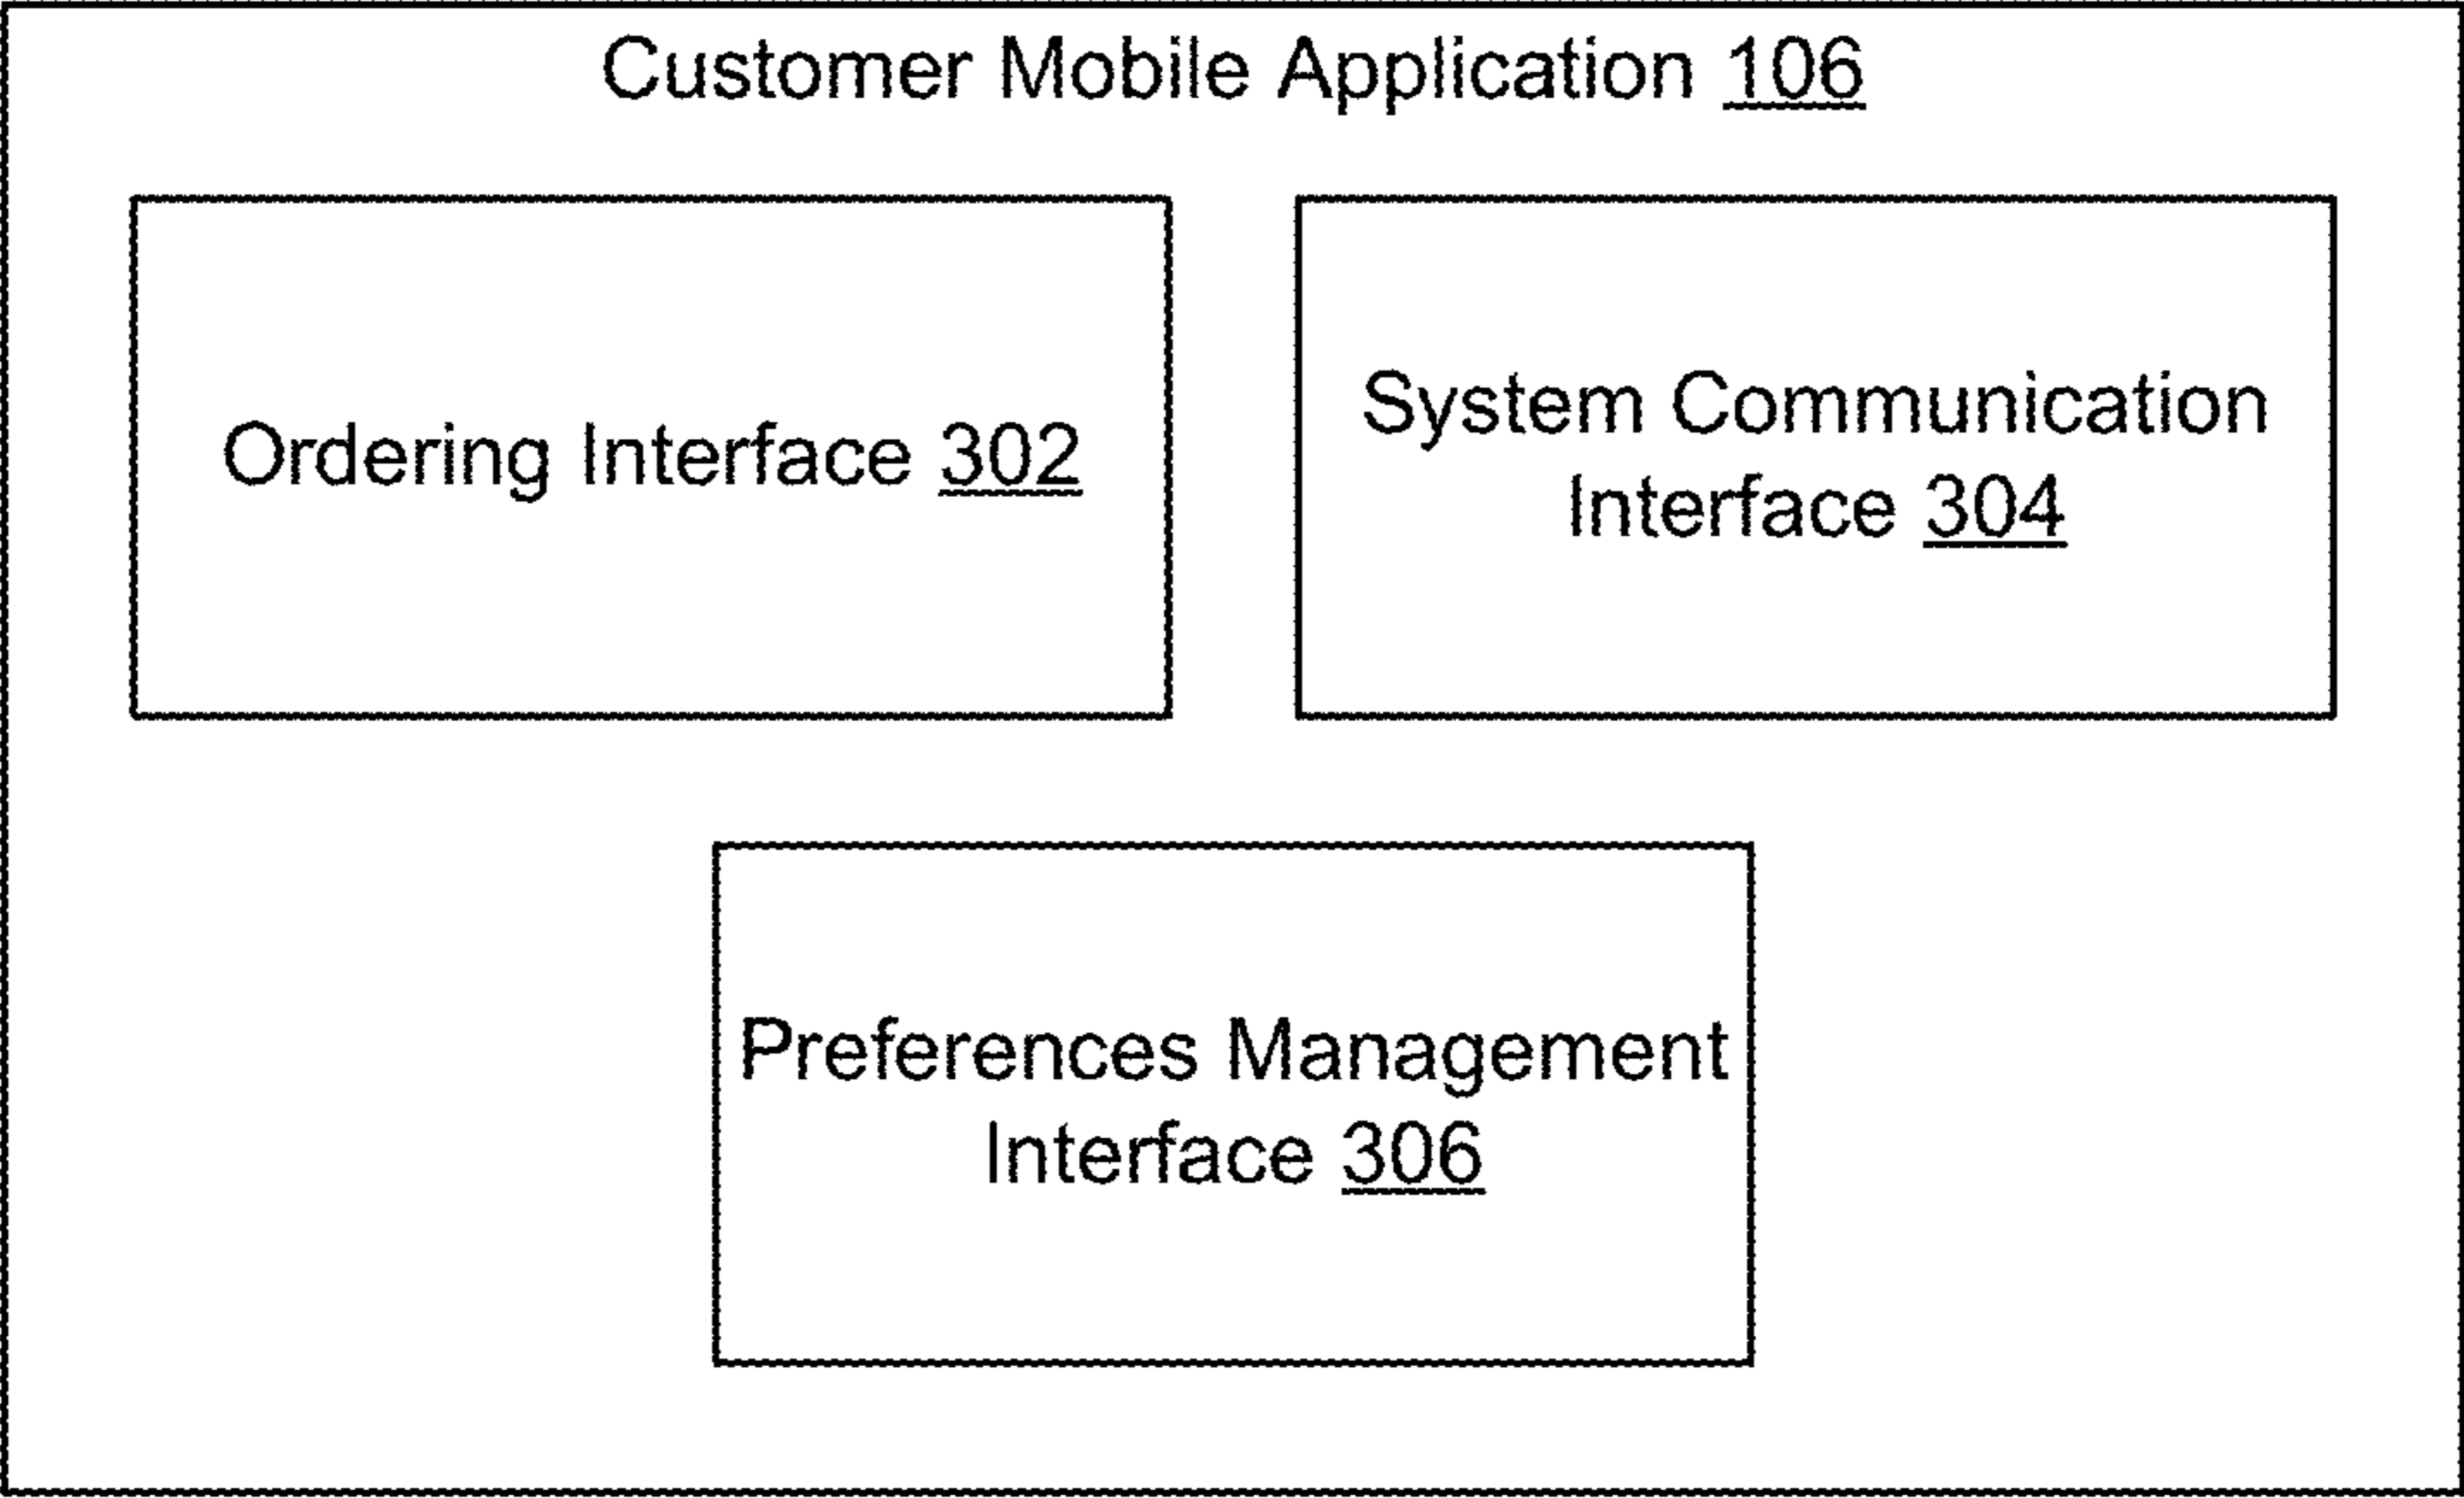 Customer Mobile Application 106
Ordering Interface 302
System Communication
Interface 304
Preferences Management
Interface 306